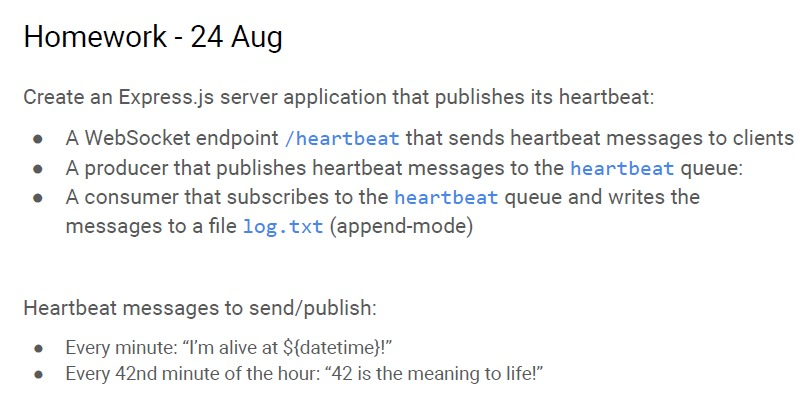 Homework - 24 Aug
Create an Express.js server application that publishes its heartbeat:
● A WebSocket endpoint /heartbeat that sends heartbeat messages to clients
● A producer that publishes heartbeat messages to the heartbeat queue:
● A consumer that subscribes to the heartbeat queue and writes the
messages to a file log.txt (append-mode)
Heartbeat messages to send/publish:
● Every minute: “I’m alive at ${datetime}!”
● Every 42nd minute of the hour: “42 is the meaning to life!”